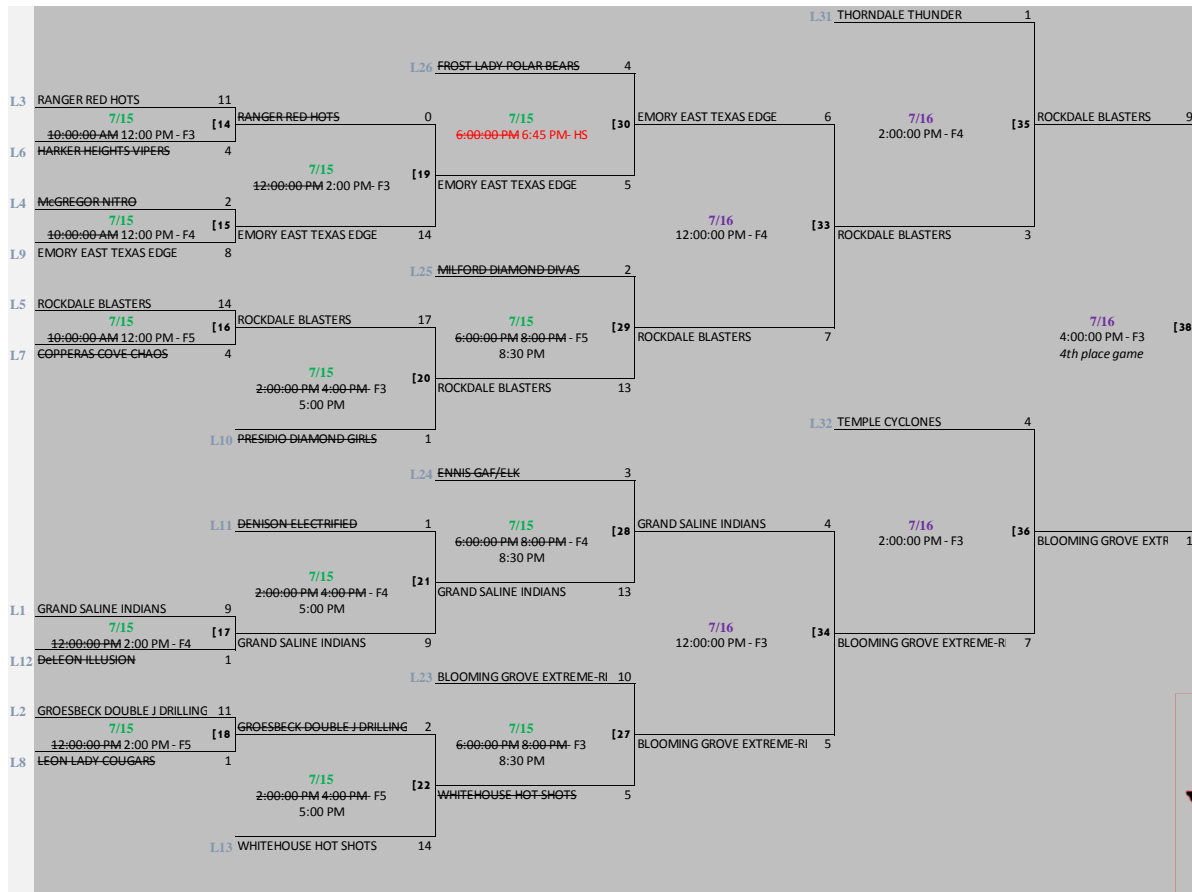 L31 THORNDALE THUNDER 1
L26 FROST LADY POLAR BEARS 4
L3 RANGER RED HOTS 11
7/15 [14 RANGER RED HOTS 0
7/15 [30 EMORY EAST TEXAS EDGE 6
7/16 [35 ROCKDALE BLASTERS 9
10:00:00 AM 12:00 PM - F3
6:00:00 PM 6:45 PM- HS
2:00:00 PM - F4
L6 HARKER HEIGHTS VIPERS 4
7/15 [19
12:00:00 PM 2:00 PM- F3
EMORY EAST TEXAS EDGE 5
L4 McGREGOR NITRO 2
7/15 [15
10:00:00 AM 12:00 PM - F4
EMORY EAST TEXAS EDGE 14
7/16 [33
12:00:00 PM - F4
ROCKDALE BLASTERS 3
L9 EMORY EAST TEXAS EDGE 8
L25 MILFORD DIAMOND DIVAS 2
L5 ROCKDALE BLASTERS 14
7/15 [16 ROCKDALE BLASTERS 17
10:00:00 AM 12:00 PM - F5
7/15 [29
6:00:00 PM 8:00 PM - F5
8:30 PM
ROCKDALE BLASTERS 7
7/16 [38
4:00:00 PM - F3
4th place game
L7 COPPERAS COVE CHAOS 4
7/15 [20
2:00:00 PM 4:00 PM- F3
5:00 PM
ROCKDALE BLASTERS 13
L10 PRESIDIO DIAMOND GIRLS 1
L32 TEMPLE CYCLONES 4
L24 ENNIS GAF/ELK 3
L11 DENISON ELECTRIFIED 1
7/15 [28 GRAND SALINE INDIANS 4
6:00:00 PM 8:00 PM - F4
8:30 PM
7/16 [36
2:00:00 PM - F3
BLOOMING GROVE EXTR 1
7/15 [21
2:00:00 PM 4:00 PM - F4
5:00 PM
GRAND SALINE INDIANS 13
L1 GRAND SALINE INDIANS 9
7/15 [17
12:00:00 PM 2:00 PM - F4
GRAND SALINE INDIANS 9
7/16 [34
12:00:00 PM - F3
BLOOMING GROVE EXTREME-RI 7
L12 DeLEON ILLUSION 1
L23 BLOOMING GROVE EXTREME-RI 10
L2 GROESBECK DOUBLE J DRILLING 11
7/15 [18 GROESBECK DOUBLE J DRILLING 2
12:00:00 PM 2:00 PM - F5
7/15 [27
6:00:00 PM 8:00 PM- F3
8:30 PM
BLOOMING GROVE EXTREME-RI 5
L8 LEON LADY COUGARS 1
7/15 [22
2:00:00 PM 4:00 PM- F5
5:00 PM
WHITEHOUSE HOT SHOTS 5
L13 WHITEHOUSE HOT SHOTS 14